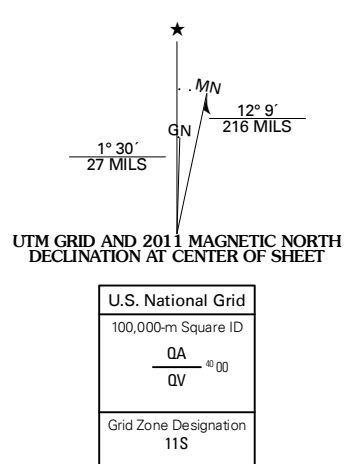 ★
MN
GN
12° 9´
216 MILS
1° 30´
27 MILS
UTM GRID AND 2011 MAGNETIC NORTH
DECLINATION AT CENTER OF SHEET
U.S. National Grid
100,000-m Square ID
QA
40 00
QV
Grid Zone Designation
11S